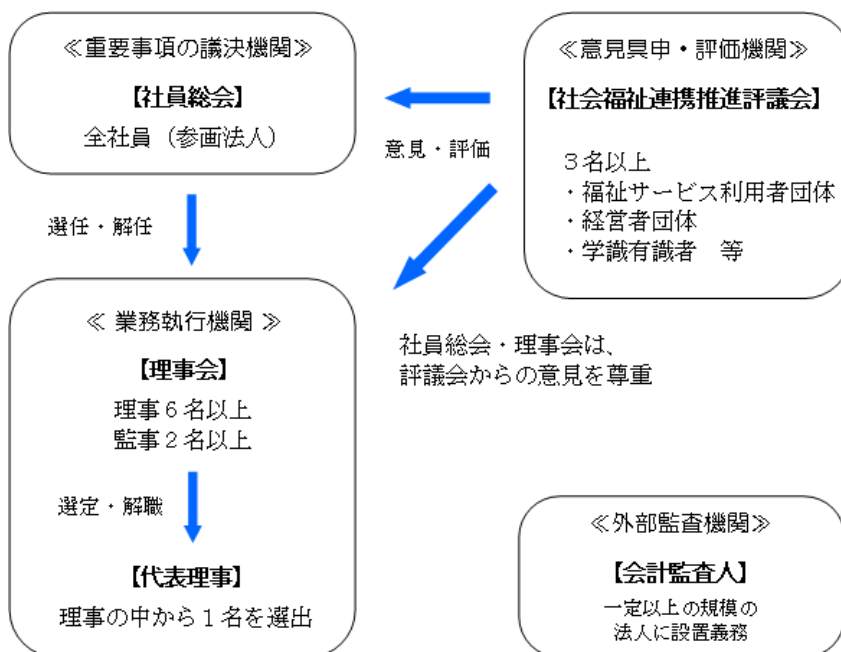 ≪重要事項の議決機関≫
【社員総会】
全社員（参画法人）
≪意見具申・評価機関≫
【社会福祉連携推進評議会】
３名以上
・福祉サービス利用者団体
・経営者団体
・学識有識者　等
意見・評価
選任・解任
≪ 業務執行機関 ≫
【理事会】
理事６名以上
監事２名以上
選定・解職
【代表理事】
理事の中から１名を選出
社員総会・理事会は、
評議会からの意見を尊重
≪外部監査機関≫
【会計監査人】
一定以上の規模の
法人に設置義務